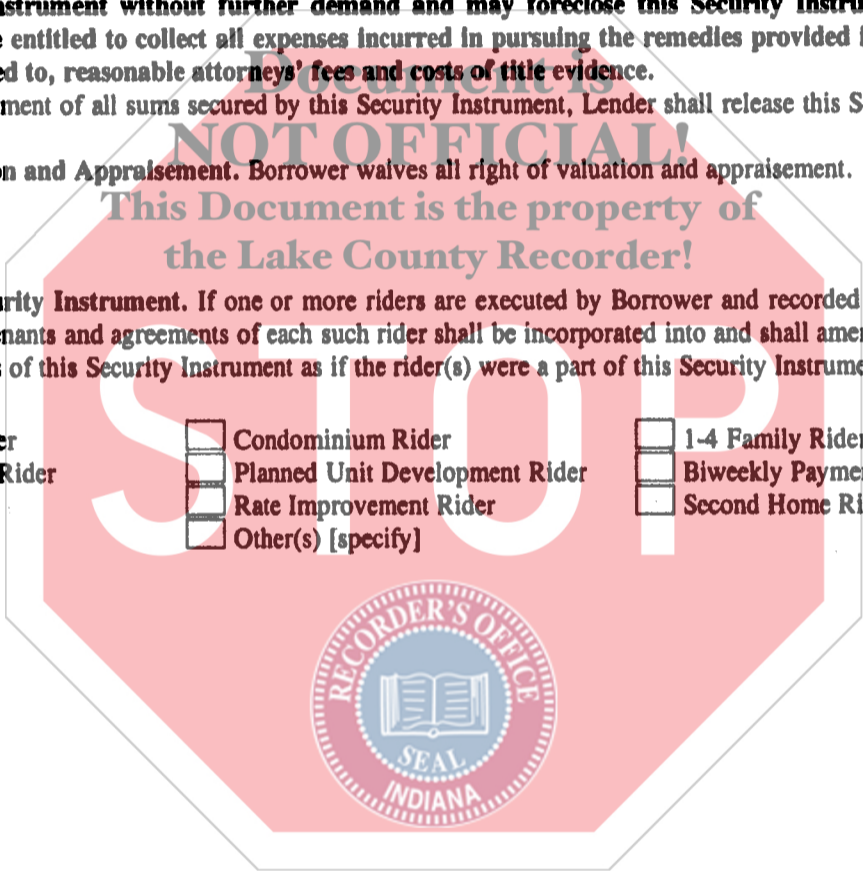 nstrument without further demand and may foreclose this Security Instru
e entitled to collect all expenses incurred in pursuing the remedies provided i
ed to, reasonable attorneys' fees and costs of title evidence.
Document is
ment of all sums secured by this Security Instrument, Lender shall release this S
NOT OFFICIAL!
n and Appraisement. Borrower waives all right of valuation and appraisement.
This Document is the property of
the Lake County Recorder!
urity Instrument. If one or more riders are executed by Borrower and recorded
nants and agreements of each such rider shall be incorporated into and shall ame
s of this Security Instrument as if the rider(s) were a part of this Security Instrume
STOP
er Condominium Rider 1-4 Family Rider
Rider Planned Unit Development Rider Biweekly Payme
Rate Improvement Rider Second Home Ri
Other(s) [specify]
RECORDER'S OFFICE
SEAL
INDIANA